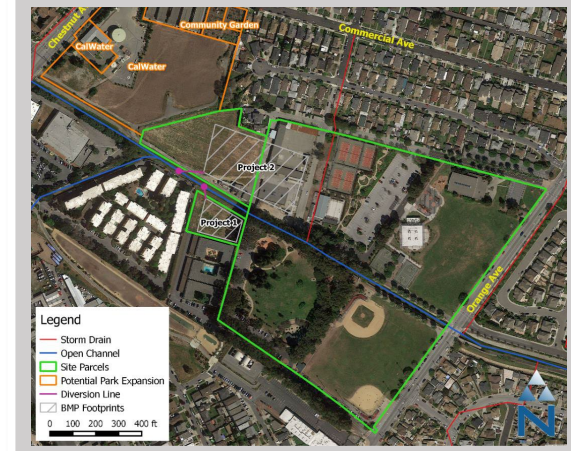 Community Garden
Chestnut A
Commercial Ave
CalWater
CalWater
Project 2
Project 1
Orange Ave
Legend
Storm Drain
Open Channel
Site Parcels
Potential Park Expansion
Diversion Line
BMP Footprints
0 100 200 300 400 ft
N